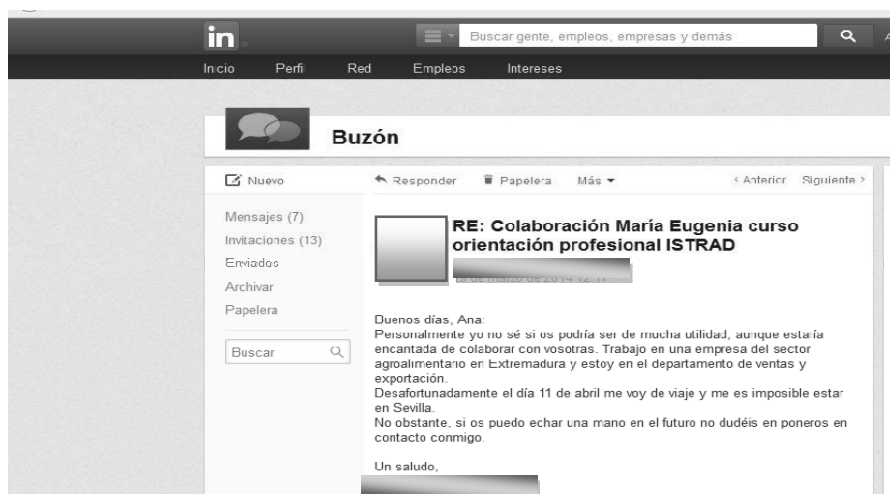 in
Buscar gente, empleos, empresas y demás
Inicio Perfil Red Empleos Intereses
Buzón
Nuevo
Responder Papelera Más
< Anterior Siguiente >
Mensajes (7)
Invitaciones (13)
Enviados
Archivar
Papelera
Buscar
RE: Colaboración María Eugenia curso
orientación profesional ISTRAD
de marzo de 2014
Buenos días, Ana:
Personalmente yo no sé si os podría ser de mucha utilidad, aunque estaría
encantada de colaborar con vosotras. Trabajo en una empresa del sector
agroalimentario en Extremadura y estoy en el departamento de ventas y
exportación.
Desafortunadamente el día 11 de abril me voy de viaje y me es imposible estar
en Sevilla.
No obstante, si os puedo echar una mano en el futuro no dudéis en poneros en
contacto conmigo.
Un saludo,